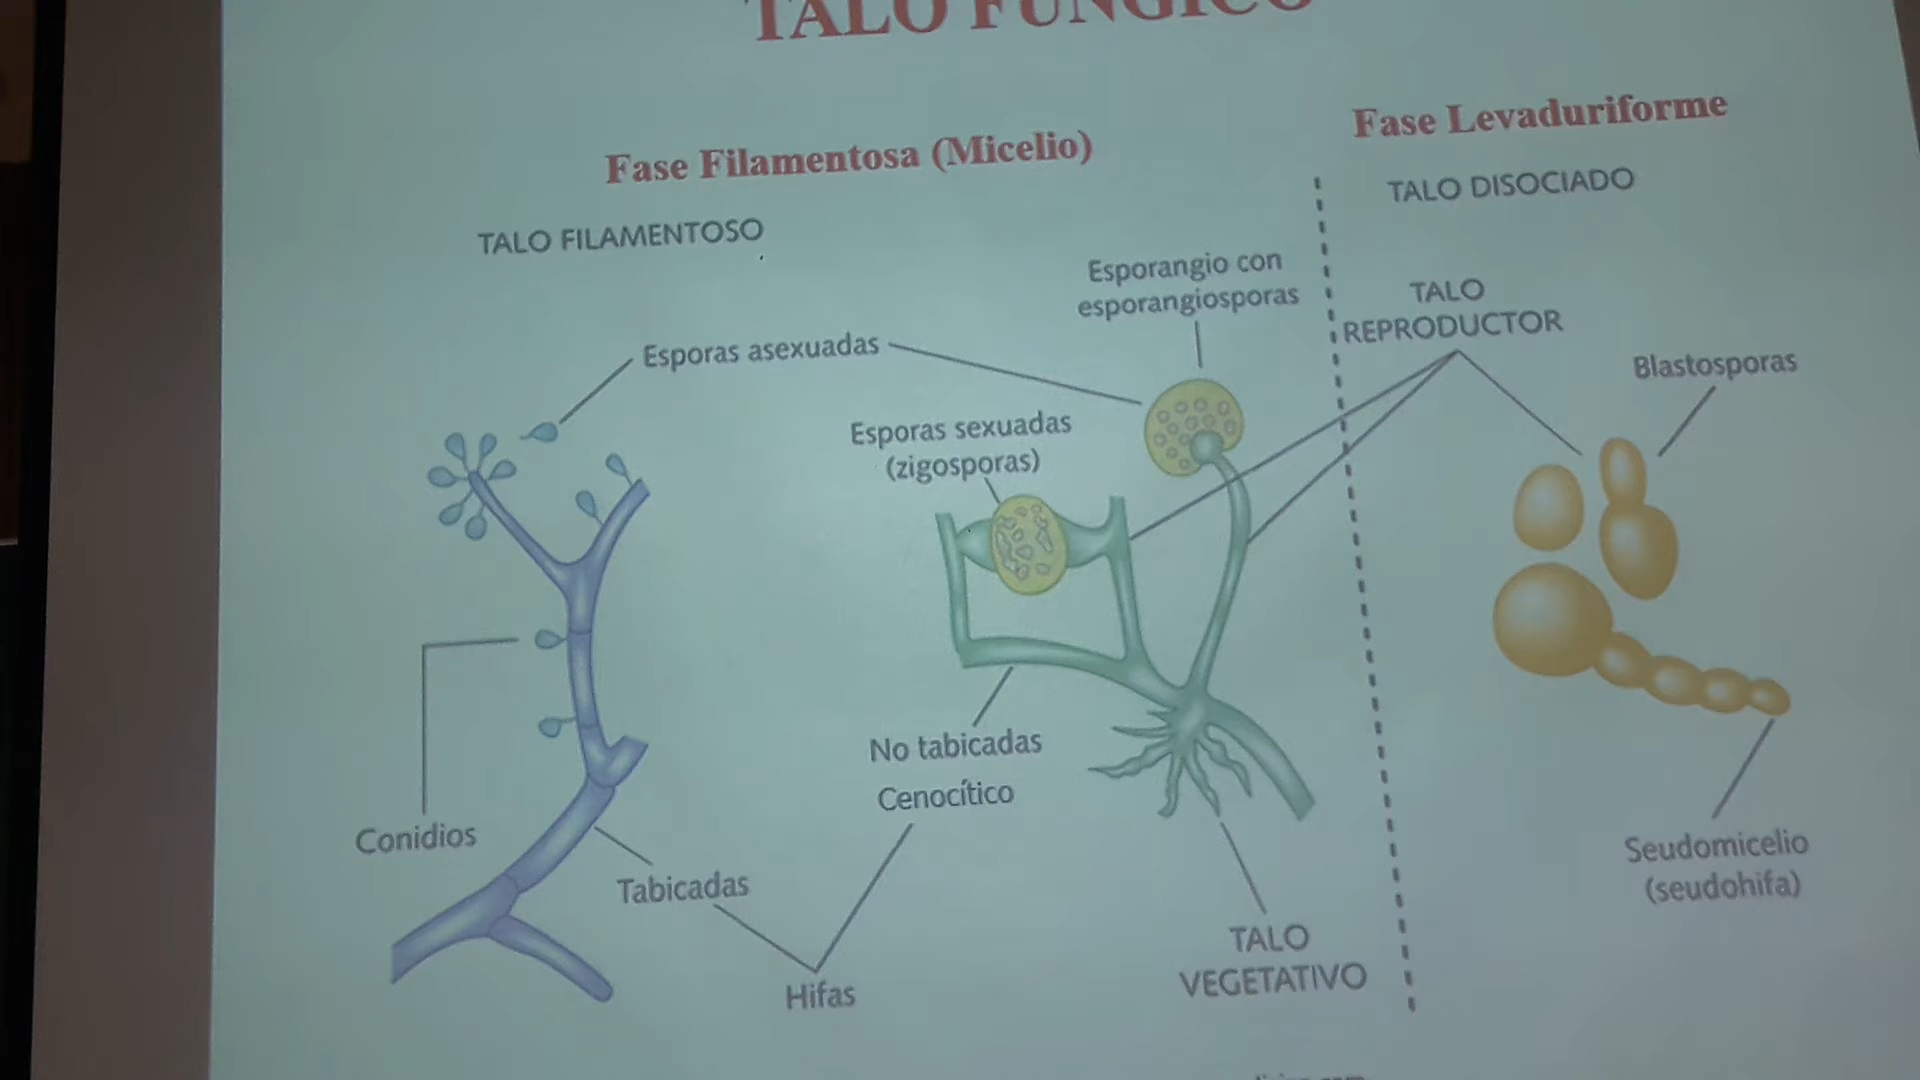 TALO FÚNGICO
Fase Filamentosa (Micelio)
Fase Levaduriforme
TALO FILAMENTOSO
TALO DISOCIADO
Esporangio con
esporangiosporas
TALO
REPRODUCTOR
Esporas asexuadas
Blastosporas
Esporas sexuadas
(zigosporas)
No tabicadas
Cenocítico
Conidios
Tabicadas
Seudomicelio
(seudohifa)
TALO
VEGETATIVO
Hifas